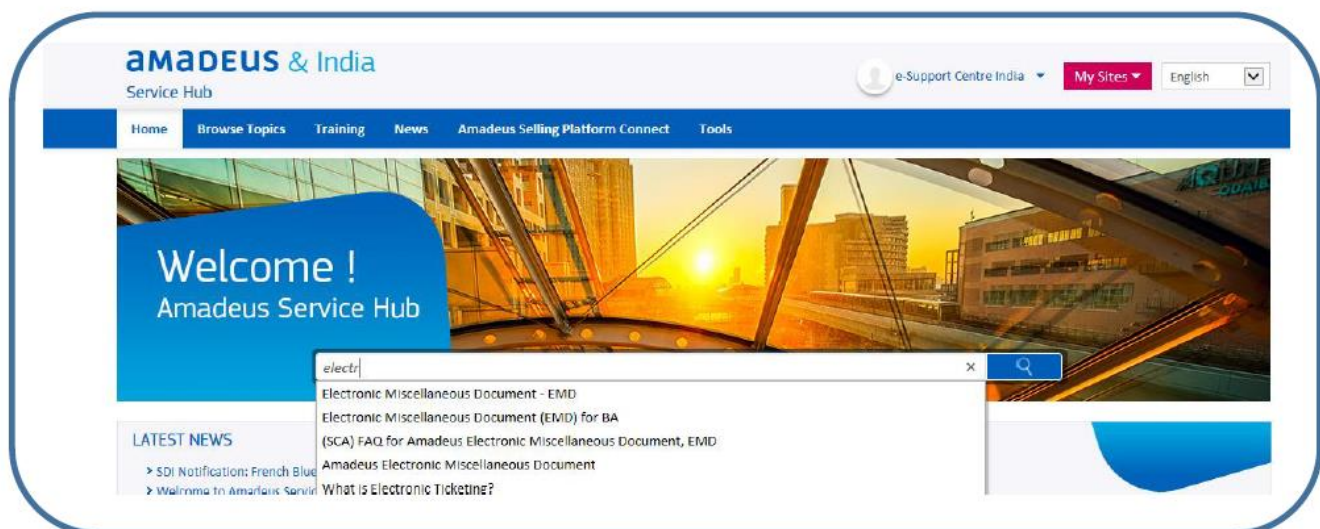 amadeus & India
Service Hub
e-Support Centre India
My Sites
English
Home Browse Topics Training News Amadeus Selling Platform Connect Tools
Welcome !
Amadeus Service Hub
electr
Electronic Miscellaneous Document - EMD
Electronic Miscellaneous Document (EMD) for BA
(SCA) FAQ for Amadeus Electronic Miscellaneous Document, EMD
Amadeus Electronic Miscellaneous Document
What is Electronic Ticketing?
LATEST NEWS
> SDI Notification: French Blue
> Welcome to Amadeus Servic